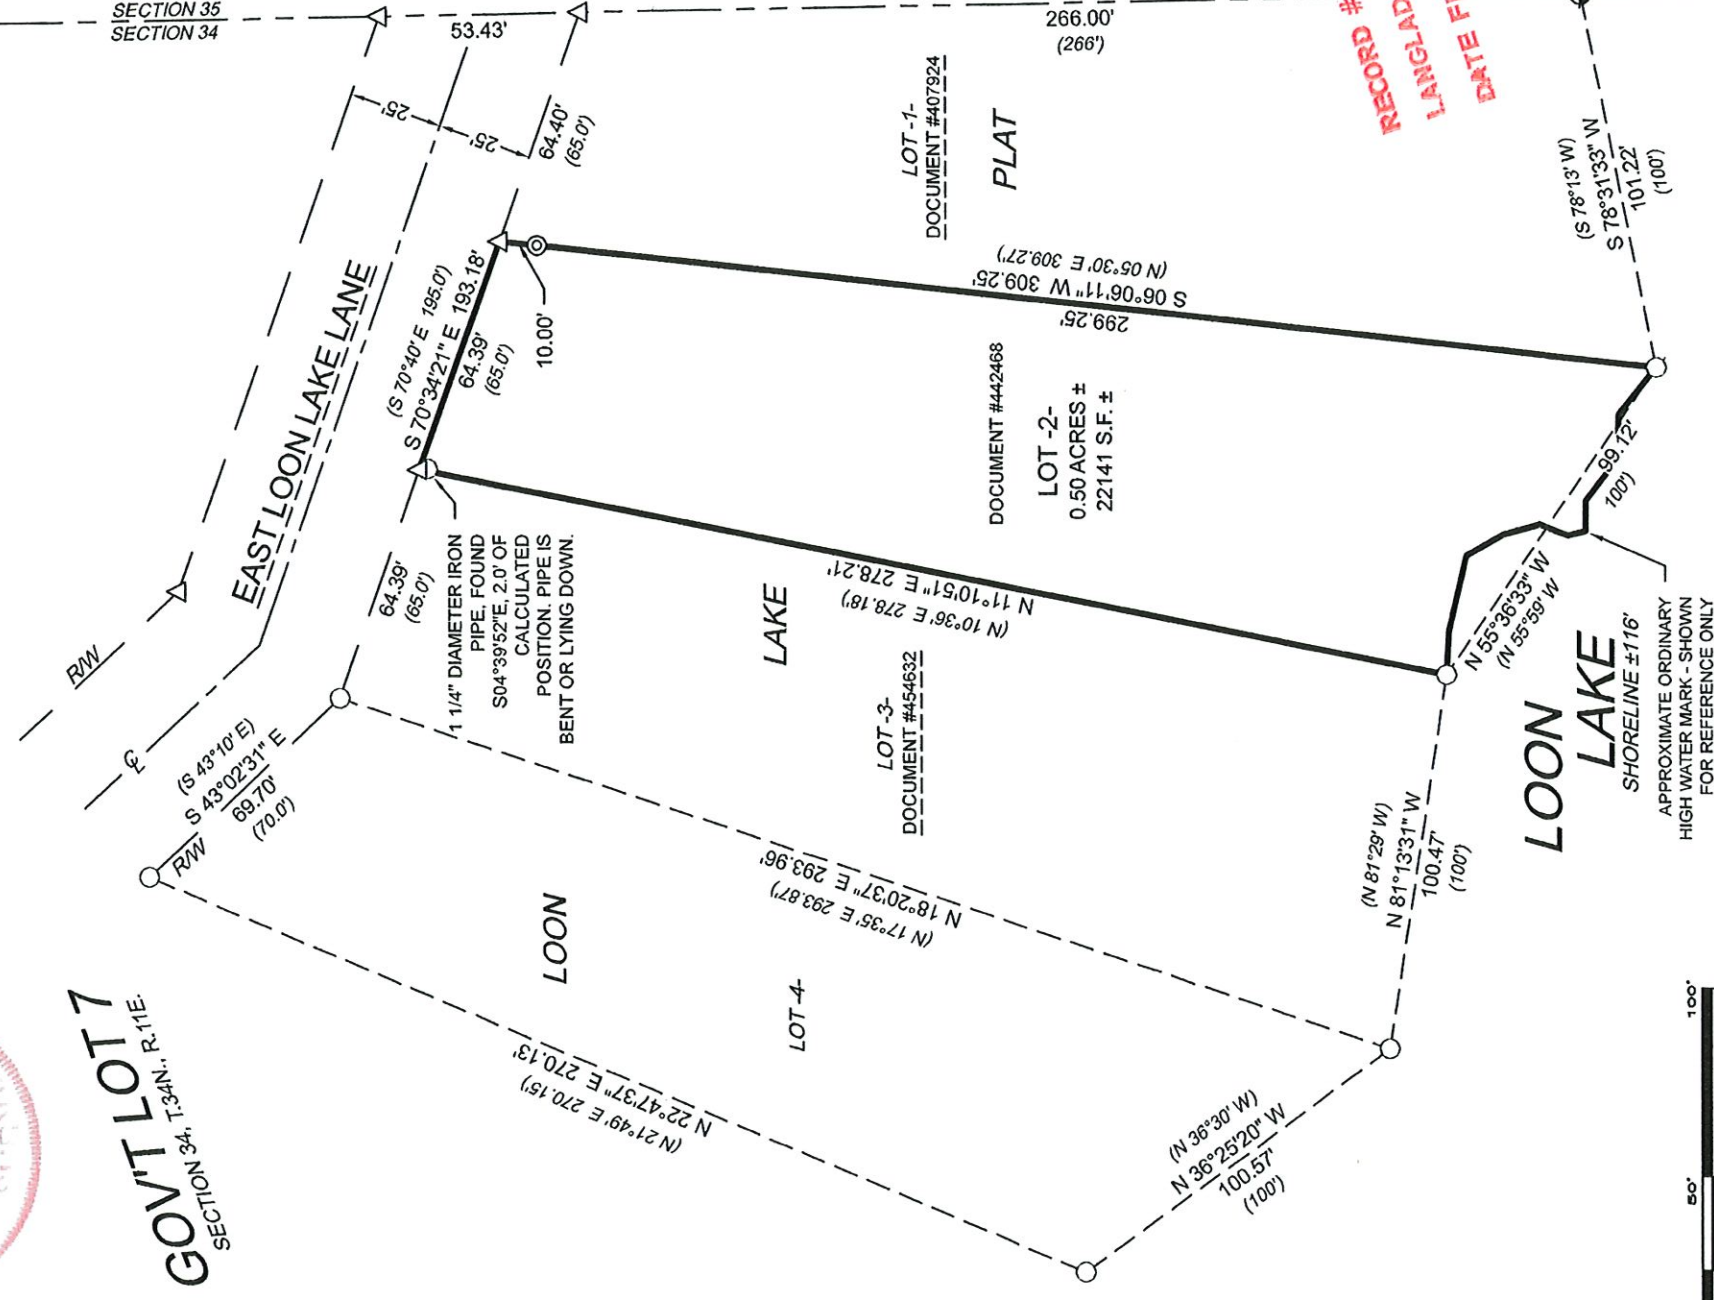 SECTION 35
SECTION 34
53.43'
266.00'
(266')
RECORD #
LANGLAD
DATE F
25'
25'
64.40'
(65.0')
LOT -1-
DOCUMENT #407924
PLAT
(S 78°13' W)
S 78°31'33" W
101.22'
(100')
EAST LOON LAKE LANE
R/W
(S 70°40' E 195.0')
S 70°34'21" E 193.18'
64.39'
(65.0')
10.00'
(N 05°30' E 309.27')
S 06°06'11" W 309.25'
299.25'
DOCUMENT #442468
LOT -2-
0.50 ACRES ±
22141 S.F. ±
64.39'
(65.0')
1 1/4" DIAMETER IRON
PIPE, FOUND
S04°39'52"E, 2.0' OF
CALCULATED
POSITION. PIPE IS
BENT OR LYING DOWN.
LAKE
N 11°10'51" E 278.21'
(N 10°36' E 278.18')
99.12'
100')
N 55°36'33" W
(N 55°59' W
LOON
LAKE
SHORELINE ±116'
APPROXIMATE ORDINARY
HIGH WATER MARK - SHOWN
FOR REFERENCE ONLY
℄
(S 43°10' E)
S 43°02'31" E
69.70'
(70.0')
R/W
LOT -3-
DOCUMENT #454632
(N 81°29' W)
N 81°13'31" W
100.47'
(100')
N 18°20'37" E 293.96'
(N 17°35' E 293.87')
LOON
LOT -4-
GOV'T LOT 7
SECTION 34, T.34N., R.11E.
N 22°47'37" E 270.13'
(N 21°49' E 270.15')
(N 36°30' W)
N 36°25'20" W
100.57'
(100')
50'
100'